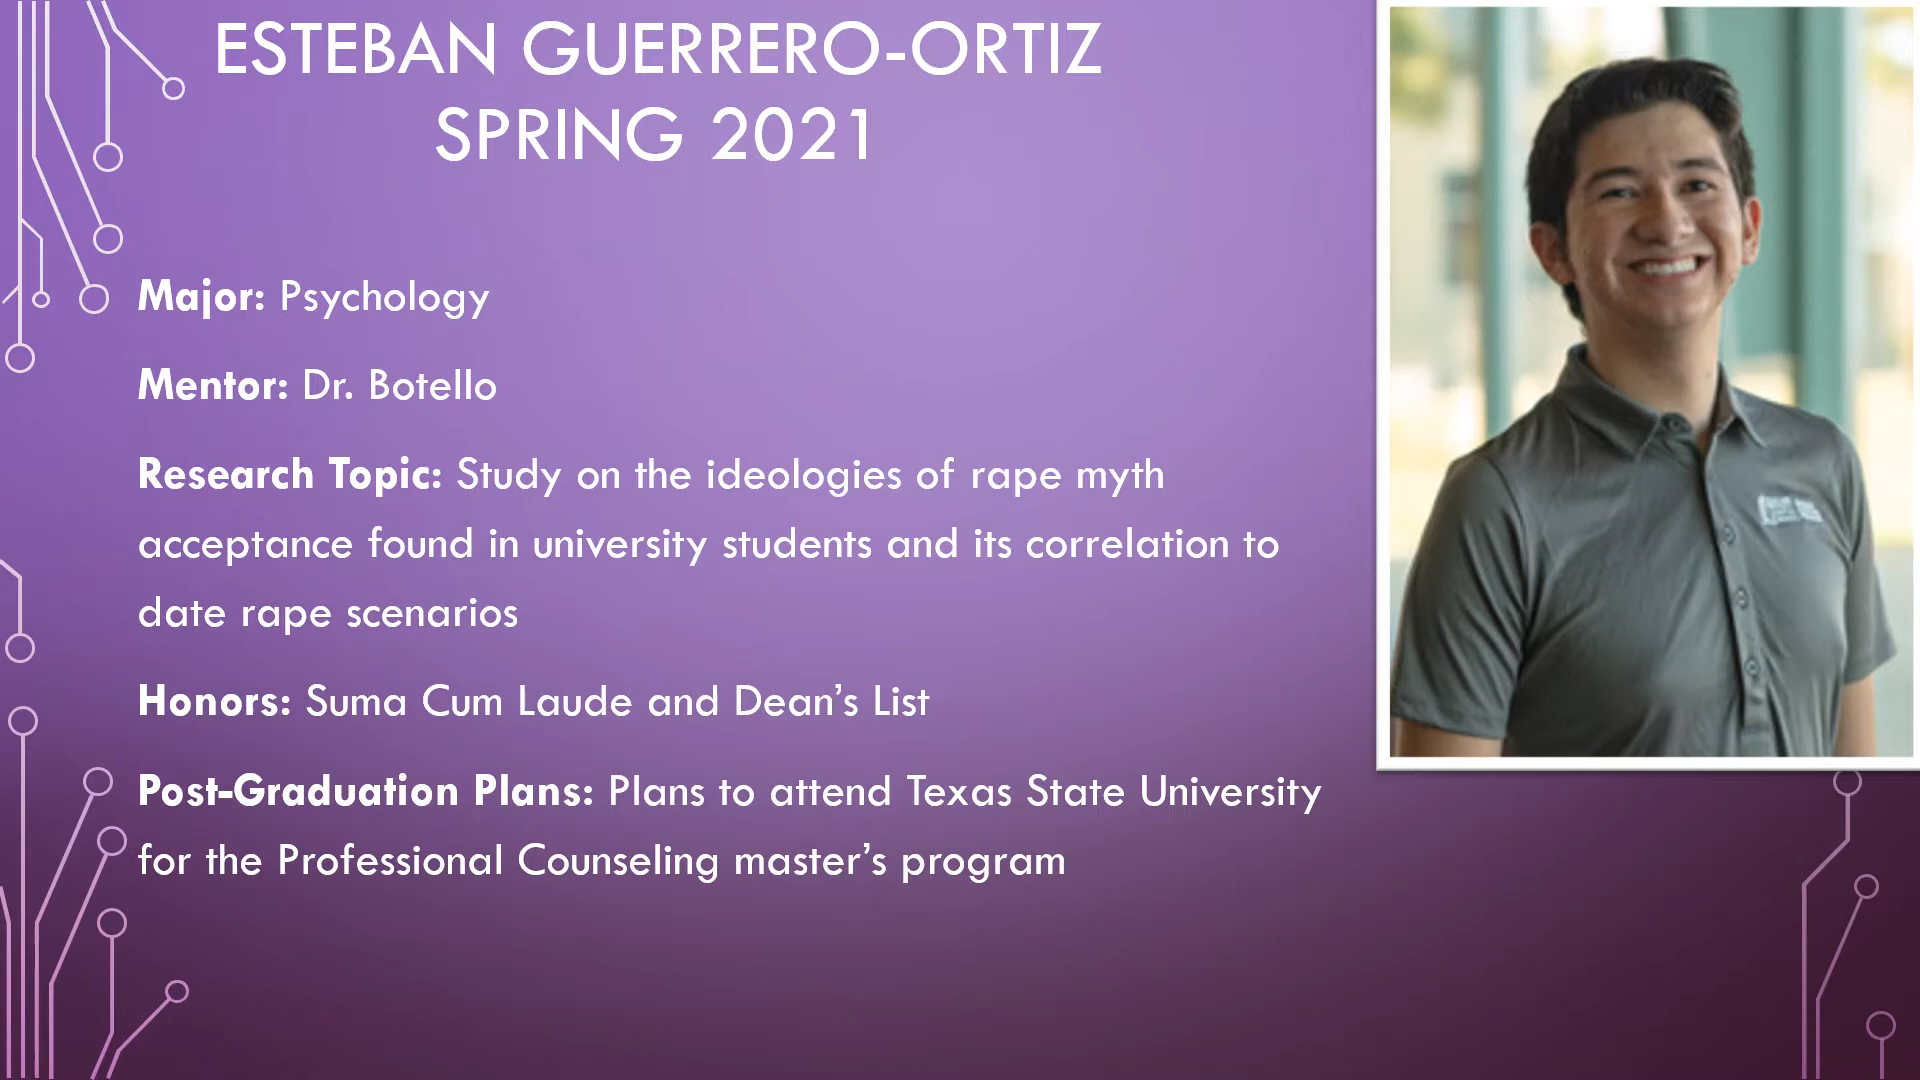 ESTEBAN GUERRERO-ORTIZ
SPRING 2021
Major: Psychology
Mentor: Dr. Botello
Research Topic: Study on the ideologies of rape myth
acceptance found in university students and its correlation to
date rape scenarios
Honors: Suma Cum Laude and Dean’s List
Post-Graduation Plans: Plans to attend Texas State University
for the Professional Counseling master’s program